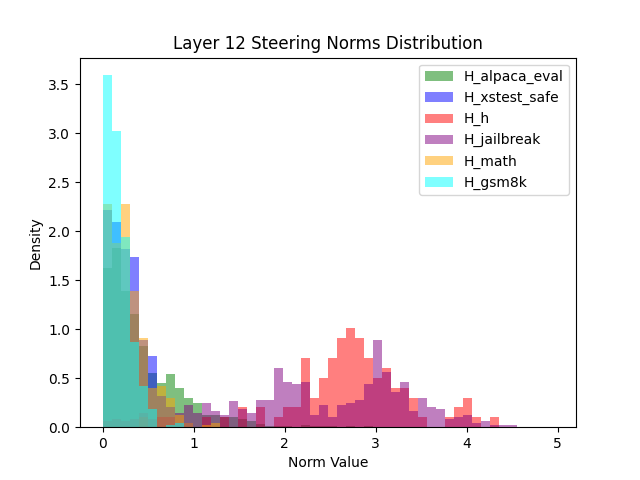 Layer 12 Steering Norms Distribution
H_alpaca_eval
H_xstest_safe
H_h
H_jailbreak
H_math
H_gsm8k
3.5
3.0
2.5
2.0
1.5
1.0
0.5
0.0
Density
0 1 2 3 4 5
Norm Value